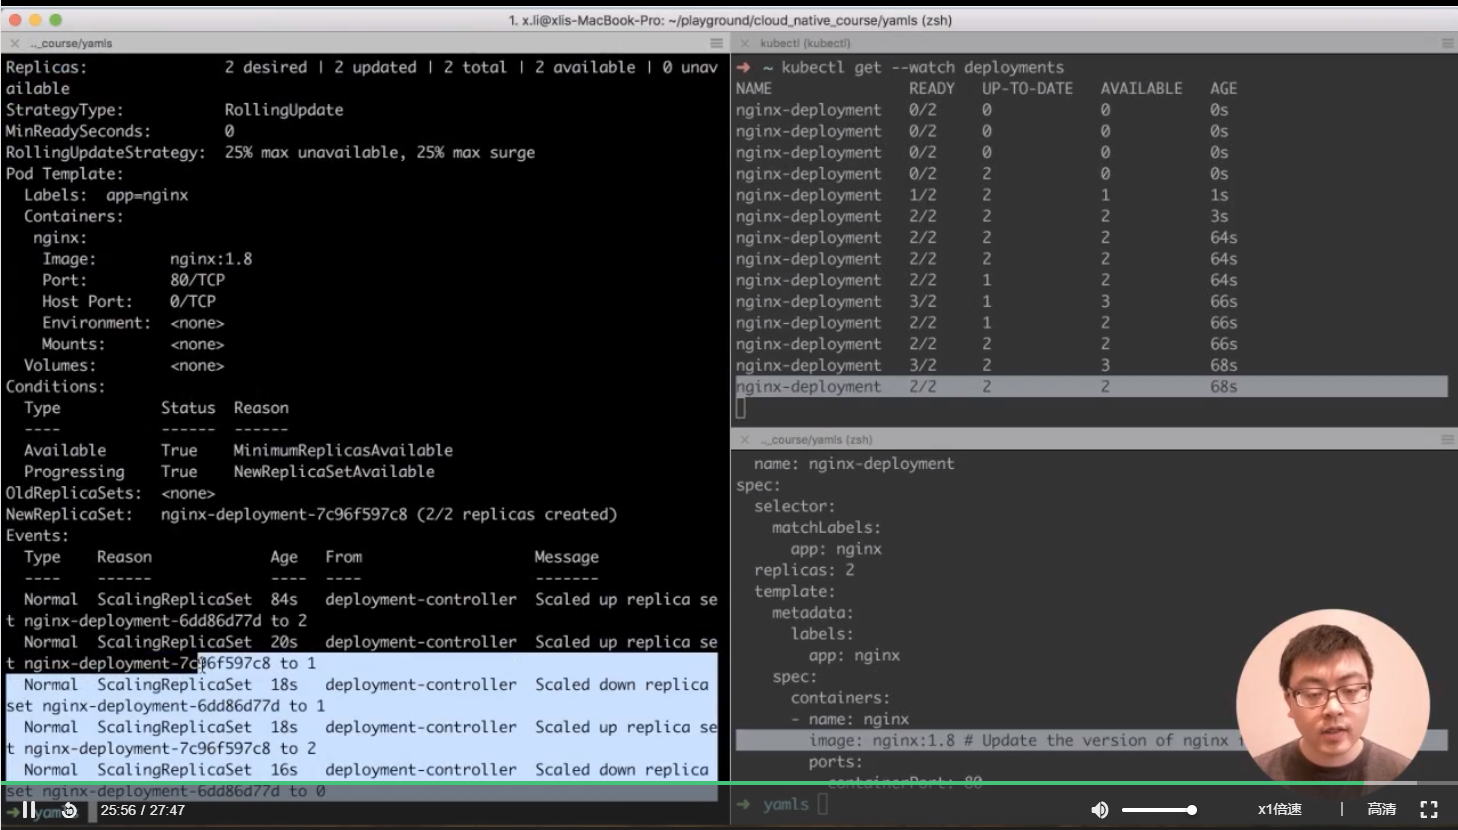 1. x.li@xlis-MacBook-Pro: ~/playground/cloud_native_course/yamls (zsh)
.._course/yamls
Replicas: 2 desired | 2 updated | 2 total | 2 available | 0 unav
ailable
StrategyType: RollingUpdate
MinReadySeconds: 0
RollingUpdateStrategy: 25% max unavailable, 25% max surge
Pod Template:
Labels: app=nginx
Containers:
nginx:
Image: nginx:1.8
Port: 80/TCP
Host Port: 0/TCP
Environment: <none>
Mounts: <none>
Volumes: <none>
Conditions:
Type Status Reason
---- ------ ------
Available True MinimumReplicasAvailable
Progressing True NewReplicaSetAvailable
OldReplicaSets: <none>
NewReplicaSet: nginx-deployment-7c96f597c8 (2/2 replicas created)
Events:
Type Reason Age From Message
---- ------ ---- ---- -------
Normal ScalingReplicaSet 84s deployment-controller Scaled up replica se
t nginx-deployment-6dd86d77d to 2
Normal ScalingReplicaSet 20s deployment-controller Scaled up replica se
t nginx-deployment-7c96f597c8 to 1
Normal ScalingReplicaSet 18s deployment-controller Scaled down replica
set nginx-deployment-6dd86d77d to 1
Normal ScalingReplicaSet 18s deployment-controller Scaled up replica se
t nginx-deployment-7c96f597c8 to 2
Normal ScalingReplicaSet 16s deployment-controller Scaled down replica
set nginx-deployment-6dd86d77d to 0
→ yamls
kubectl (kubectl)
→ ~ kubectl get --watch deployments
NAME READY UP-TO-DATE AVAILABLE AGE
nginx-deployment 0/2 0 0 0s
nginx-deployment 0/2 0 0 0s
nginx-deployment 0/2 0 0 0s
nginx-deployment 0/2 2 0 0s
nginx-deployment 1/2 2 1 1s
nginx-deployment 2/2 2 2 3s
nginx-deployment 2/2 2 2 64s
nginx-deployment 2/2 2 2 64s
nginx-deployment 2/2 1 2 64s
nginx-deployment 3/2 1 3 66s
nginx-deployment 2/2 1 2 66s
nginx-deployment 2/2 2 2 66s
nginx-deployment 3/2 2 3 68s
nginx-deployment 2/2 2 2 68s
.._course/yamls (zsh)
name: nginx-deployment
spec:
selector:
matchLabels:
app: nginx
replicas: 2
template:
metadata:
labels:
app: nginx
spec:
containers:
- name: nginx
image: nginx:1.8 # Update the version of nginx
ports:
containerPort: 80
→ yamls
25:56 / 27:47
x1倍速 | 高清